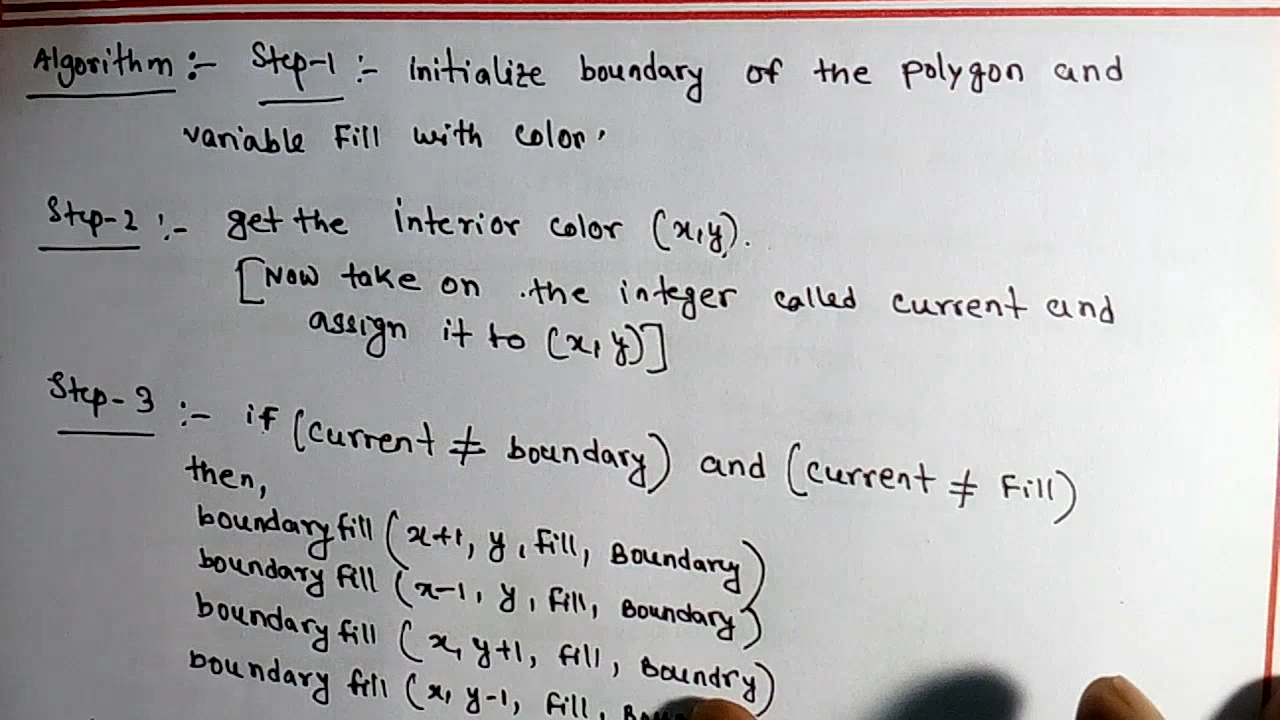 Algorithm :- Step-1 :- Initialize boundary of the polygon and
variable Fill with color.
Step-2 :- get the interior color (x,y).
[Now take on .the integer called current and
assign it to (x, y)]
Step-3 :- if (current ≠ boundary) and (current ≠ Fill)
then,
boundary fill (x+1, y, fill, Boundary)
boundary fill (x-1, y, fill, Boundary)
boundary fill (x, y+1, fill, Boundry)
boundary fill (x, y-1, fill,